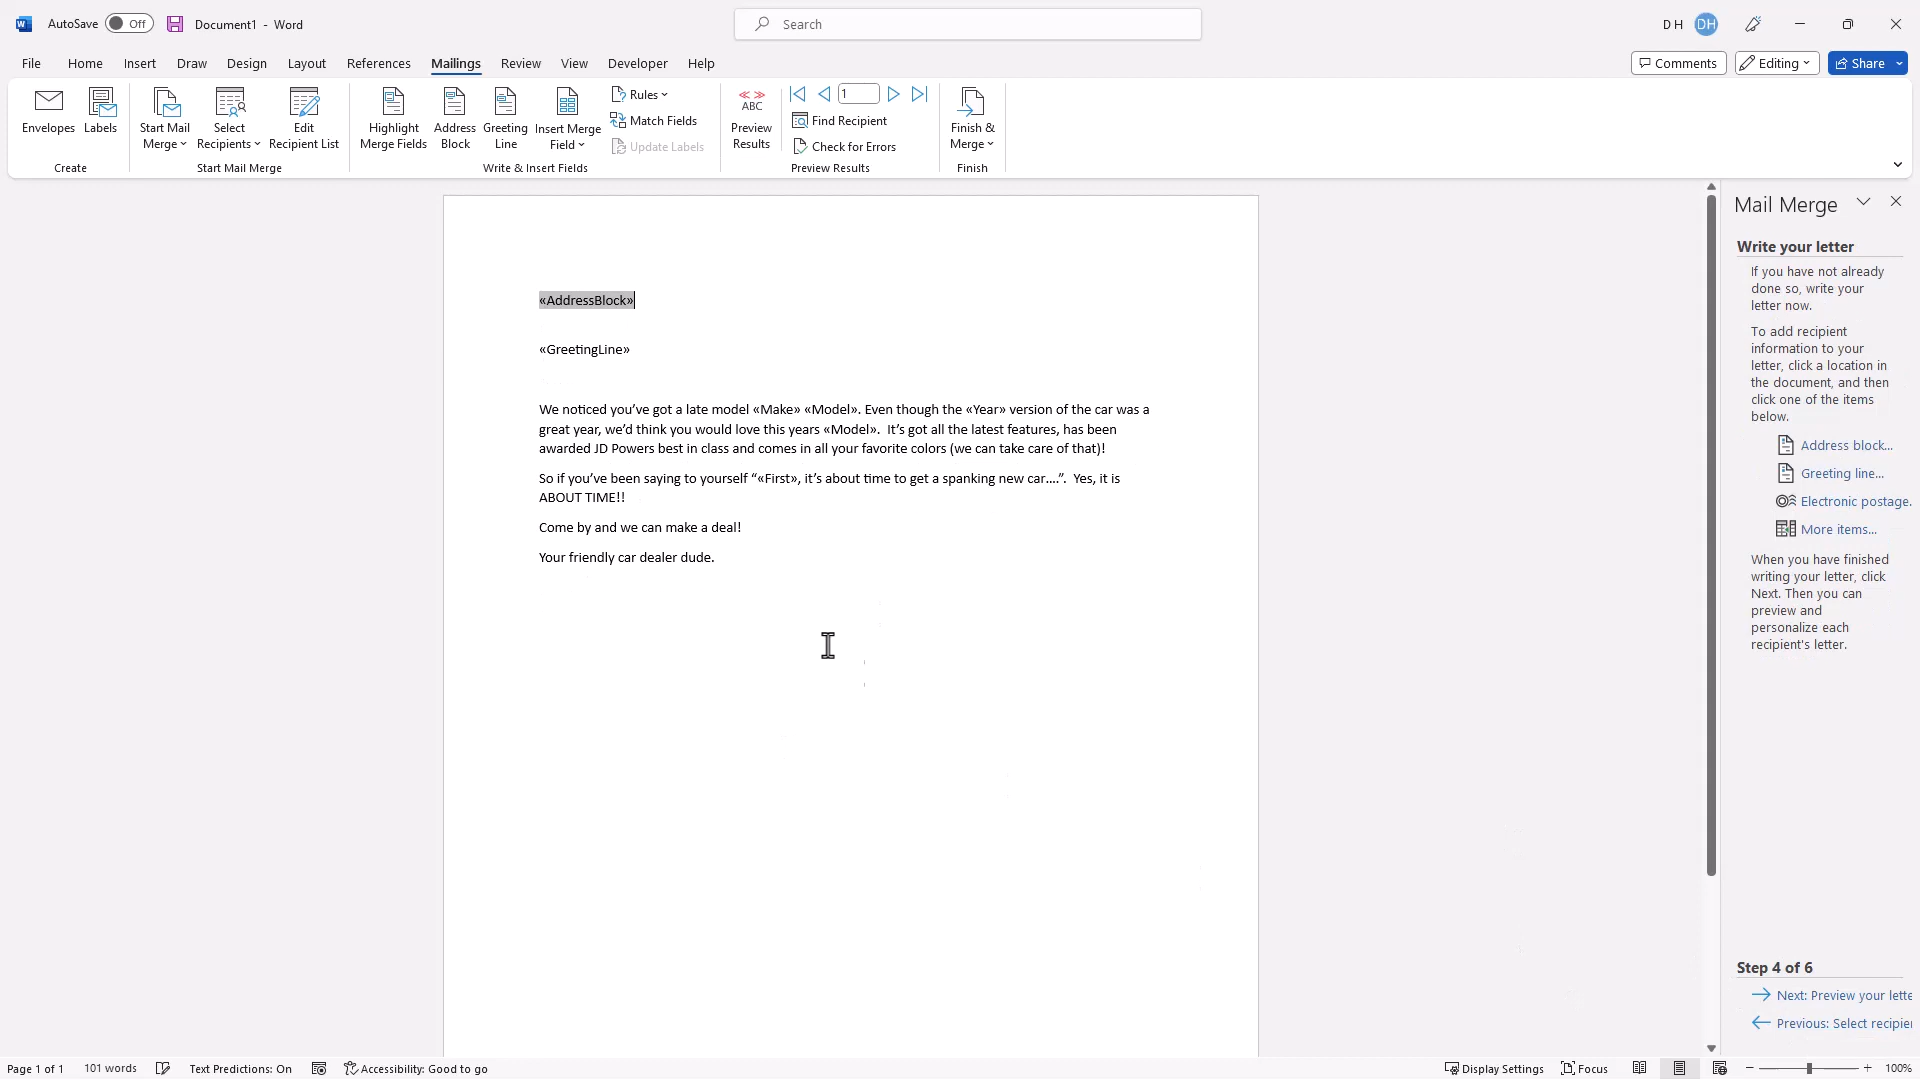 AutoSave Off Document1 - Word Search D H DH
File Home Insert Draw Design Layout References Mailings Review View Developer Help Comments Editing Share
Envelopes
Labels
Create
Start Mail
Merge
Select
Recipients
Edit
Recipient List
Start Mail Merge
Highlight
Merge Fields
Address
Block
Greeting
Line
Insert Merge
Field
Rules
Match Fields
Update Labels
Write & Insert Fields
ABC
Preview
Results
1
Find Recipient
Check for Errors
Preview Results
Finish &
Merge
Finish
«AddressBlock»
«GreetingLine»
We noticed you’ve got a late model «Make» «Model». Even though the «Year» version of the car was a
great year, we’d think you would love this years «Model».  It’s got all the latest features, has been
awarded JD Powers best in class and comes in all your favorite colors (we can take care of that)!
So if you’ve been saying to yourself “«First», it’s about time to get a spanking new car….”.  Yes, it is
ABOUT TIME!!
Come by and we can make a deal!
Your friendly car dealer dude.
Mail Merge
Write your letter
If you have not already
done so, write your
letter now.
To add recipient
information to your
letter, click a location in
the document, and then
click one of the items
below.
Address block...
Greeting line...
Electronic postage.
More items...
When you have finished
writing your letter, click
Next. Then you can
preview and
personalize each
recipient's letter.
Step 4 of 6
Next: Preview your lette
Previous: Select recipie
Page 1 of 1 101 words Text Predictions: On Accessibility: Good to go Display Settings Focus 100%